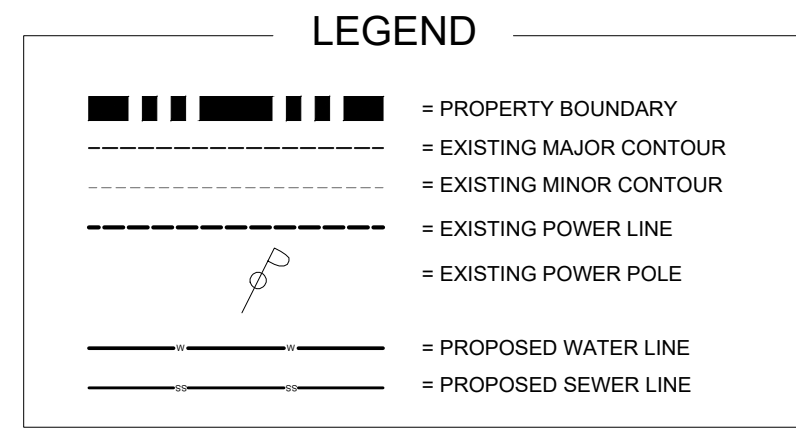 LEGEND
= PROPERTY BOUNDARY
= EXISTING MAJOR CONTOUR
= EXISTING MINOR CONTOUR
= EXISTING POWER LINE
= EXISTING POWER POLE
W W = PROPOSED WATER LINE
SS SS = PROPOSED SEWER LINE